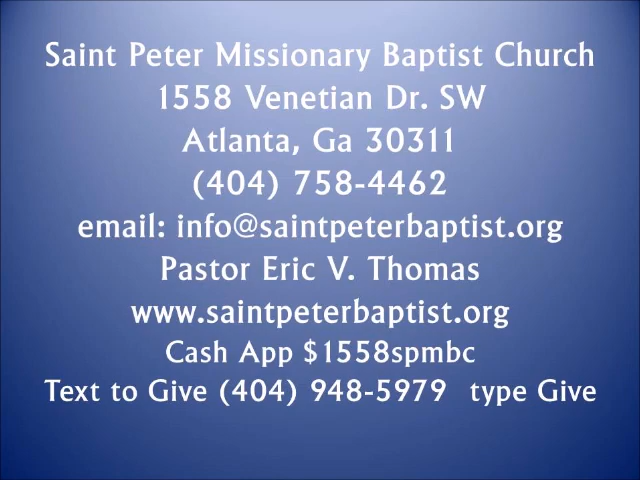 Saint Peter Missionary Baptist Church
1558 Venetian Dr. SW
Atlanta, Ga 30311
(404) 758-4462
email: info@saintpeterbaptist.org
Pastor Eric V. Thomas
www.saintpeterbaptist.org
Cash App $1558spmbc
Text to Give (404) 948-5979  type Give